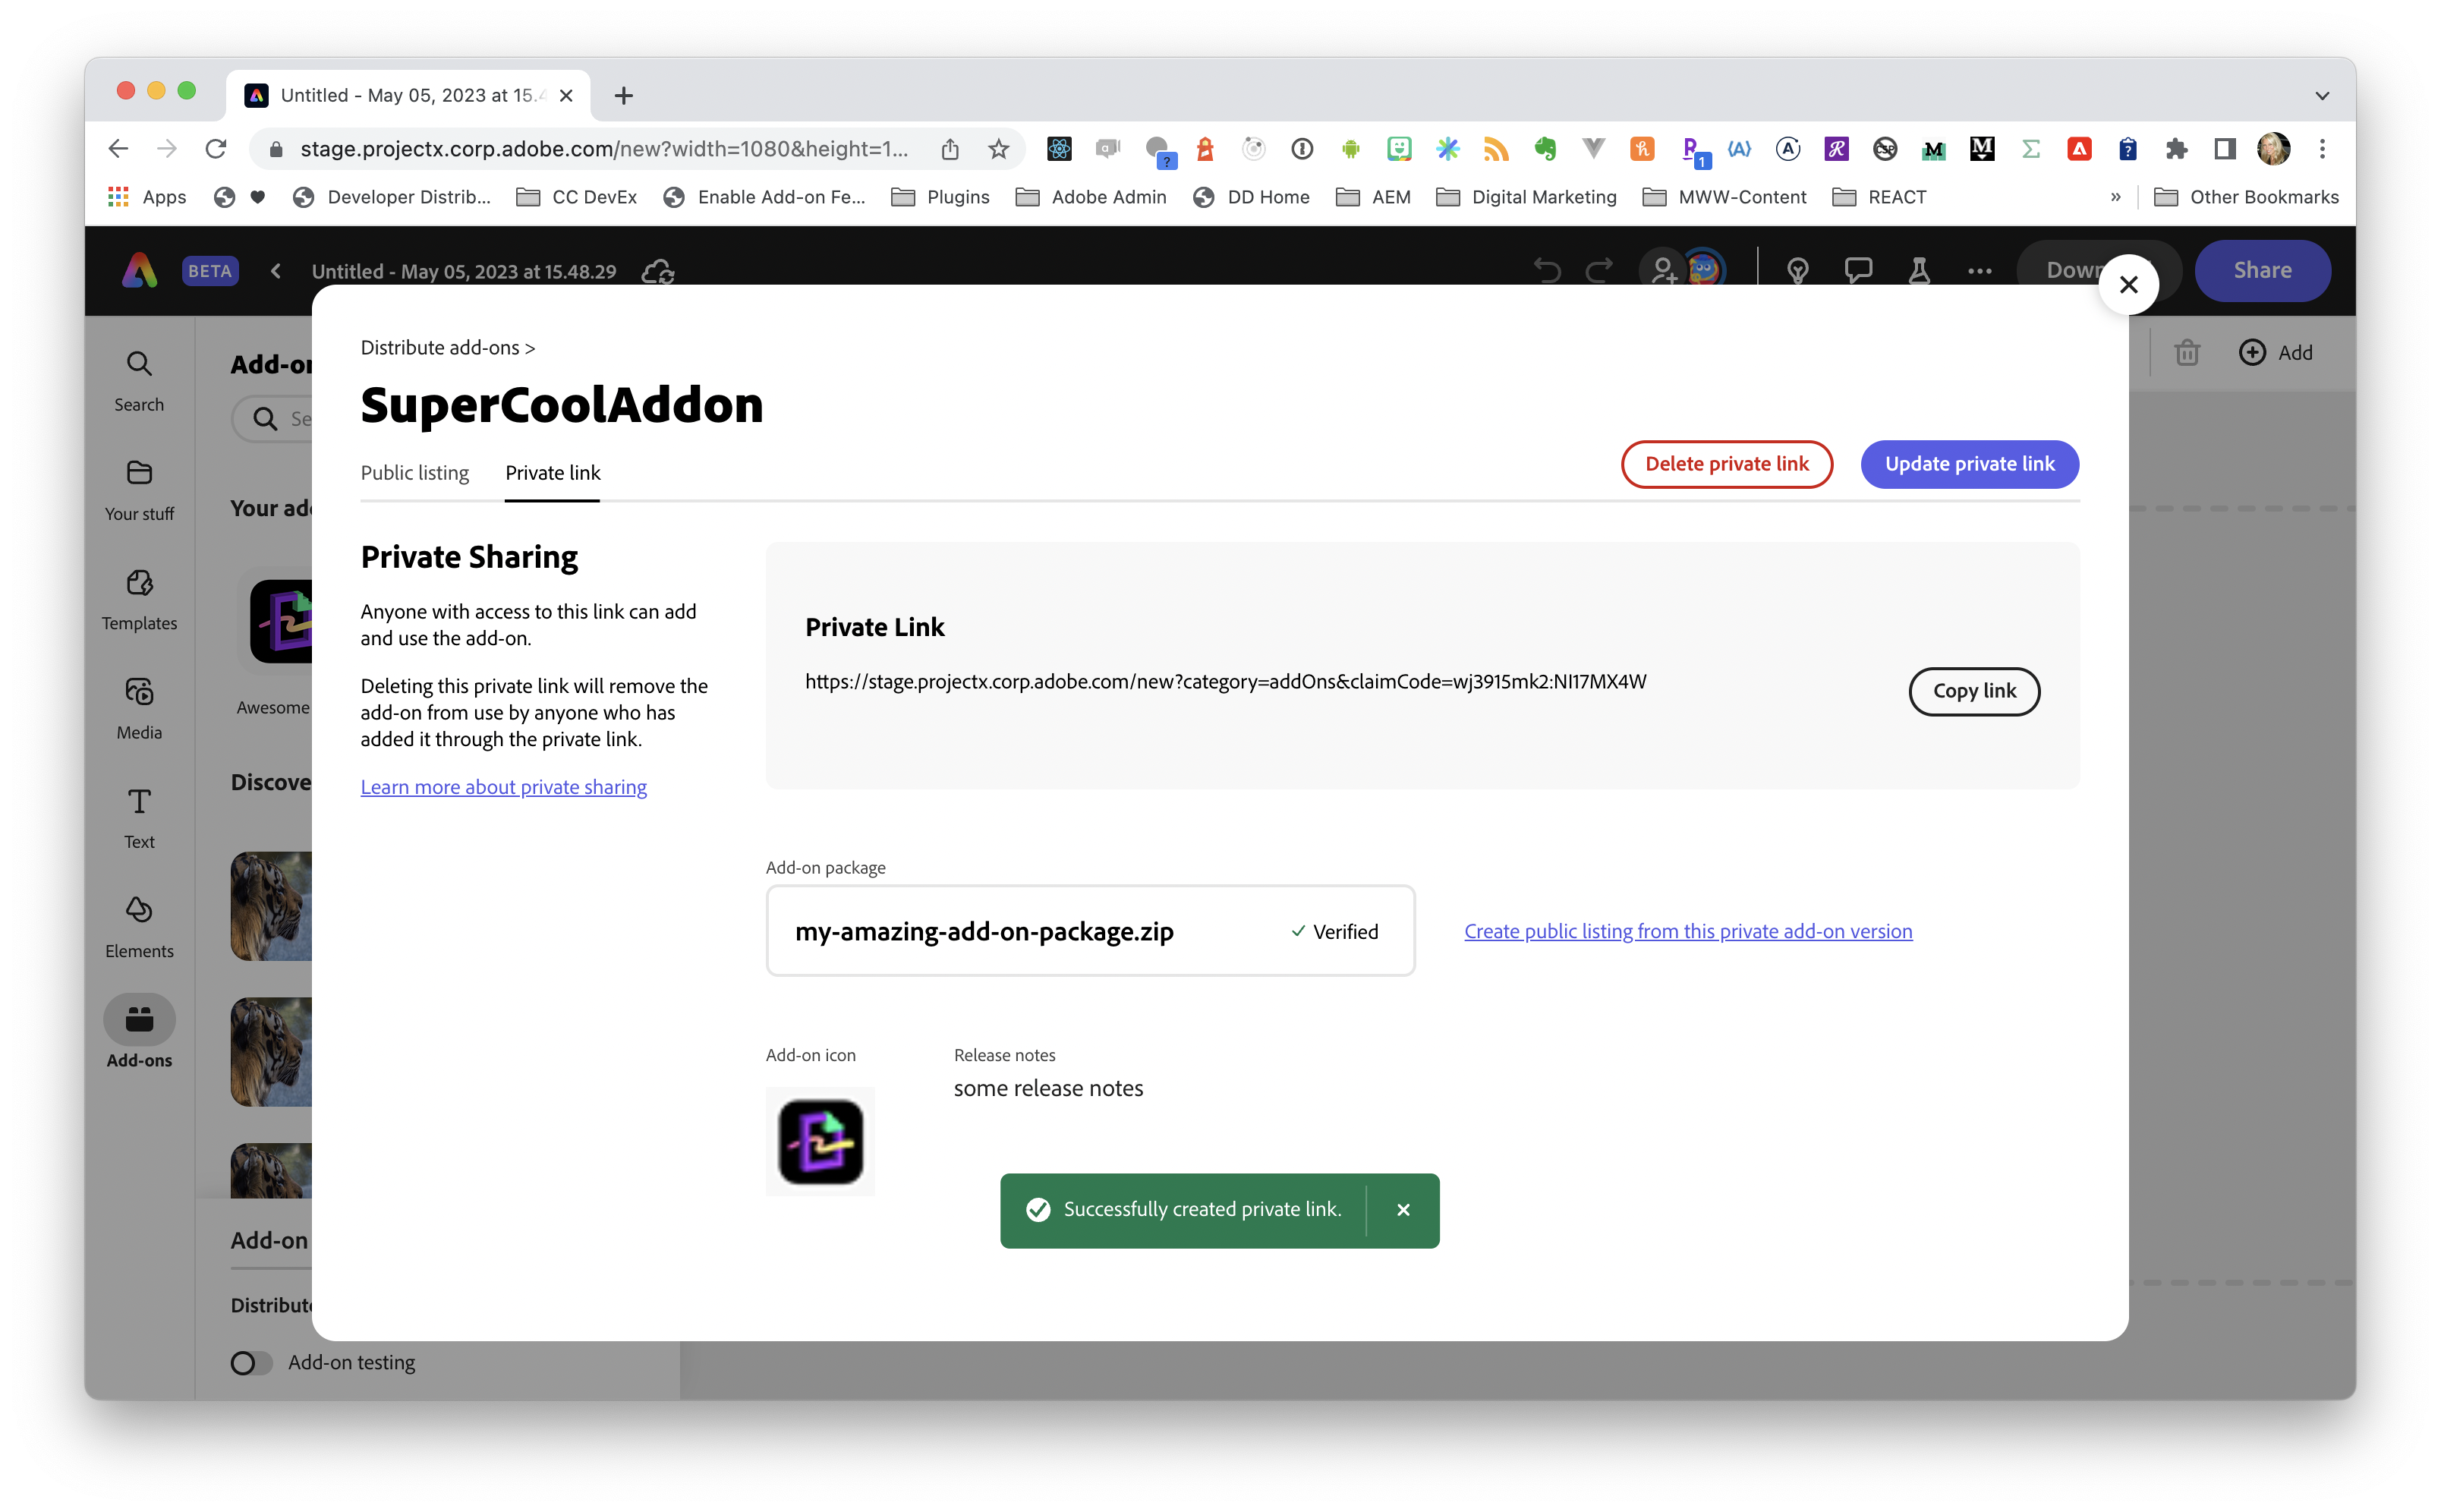 Untitled - May 05, 2023 at 15.4
stage.projectx.corp.adobe.com/new?width=1080&height=1...
Apps
Developer Distrib...
CC DevEx
Enable Add-on Fe...
Plugins
Adobe Admin
DD Home
AEM
Digital Marketing
MWW-Content
REACT
»
Other Bookmarks
BETA
Untitled - May 05, 2023 at 15.48.29
Share
Add
Search
Your stuff
Templates
Media
Text
Elements
Add-ons
Awesome
Add-on
Add-on testing
Distribute add-ons >
SuperCoolAddon
Public listing
Private link
Delete private link
Update private link
Private Sharing
Anyone with access to this link can add
and use the add-on.
Deleting this private link will remove the
add-on from use by anyone who has
added it through the private link.
Learn more about private sharing
Private Link
https://stage.projectx.corp.adobe.com/new?category=addOns&claimCode=wj3915mk2:NI17MX4W
Copy link
Add-on package
my-amazing-add-on-package.zip
Verified
Create public listing from this private add-on version
Add-on icon
Release notes
some release notes
Successfully created private link.